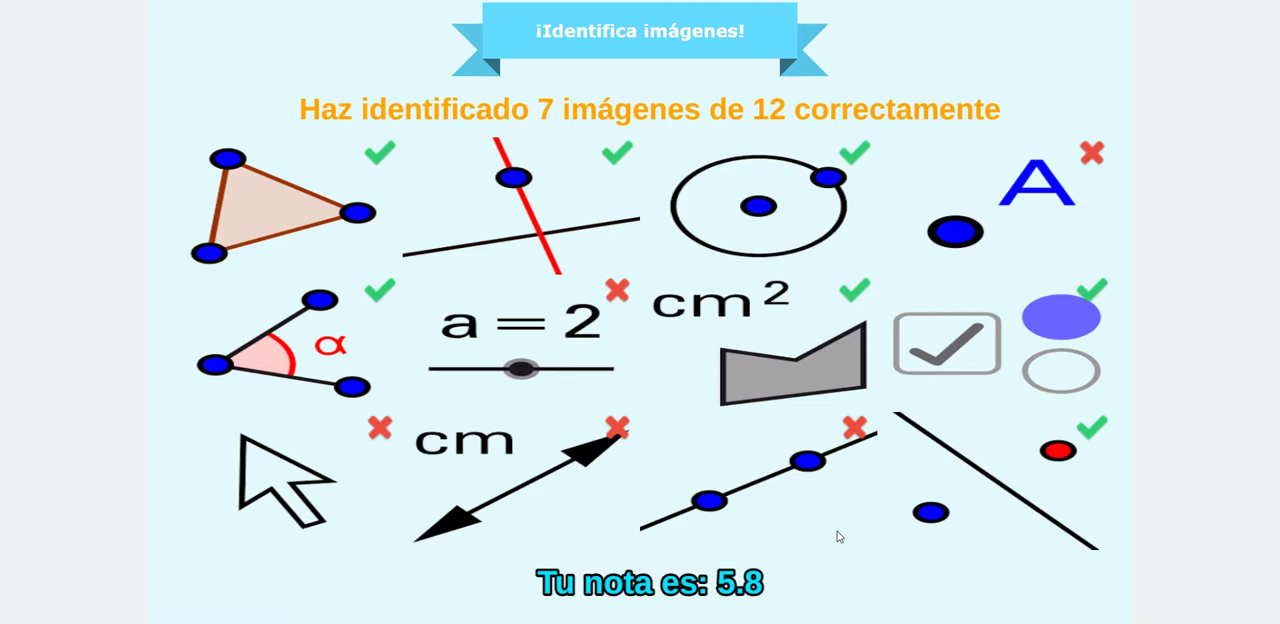 ¡Identifica imágenes!
Haz identificado 7 imágenes de 12 correctamente
A
α
a = 2
cm²
cm
Tu nota es: 5.8